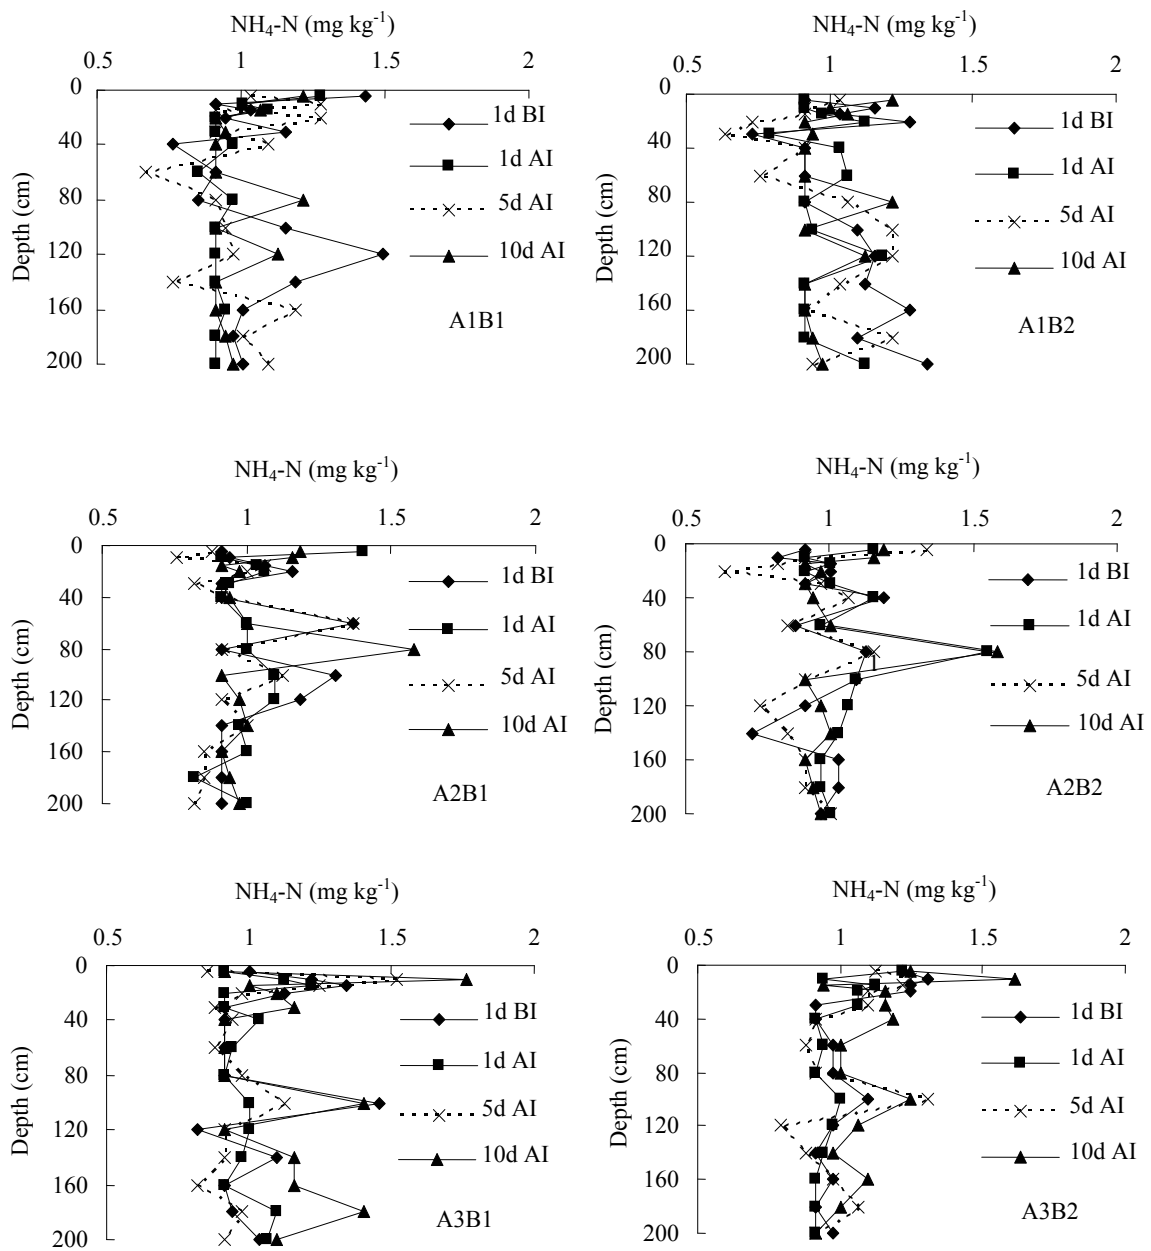 NH₄-N (mg kg⁻¹)
0.5 1 1.5 2
0
40
80
120
160
200
Depth (cm)
1d BI
1d AI
5d AI
10d AI
A1B1
NH₄-N (mg kg⁻¹)
0.5 1 1.5 2
0
40
80
120
160
200
Depth (cm)
1d BI
1d AI
5d AI
10d AI
A1B2
NH₄-N (mg kg⁻¹)
0.5 1 1.5 2
0
40
80
120
160
200
Depth (cm)
1d BI
1d AI
5d AI
10d AI
A2B1
NH₄-N (mg kg⁻¹)
0.5 1 1.5 2
0
40
80
120
160
200
Depth (cm)
1d BI
1d AI
5d AI
10d AI
A2B2
NH₄-N (mg kg⁻¹)
0.5 1 1.5 2
0
40
80
120
160
200
Depth (cm)
1d BI
1d AI
5d AI
10d AI
A3B1
NH₄-N (mg kg⁻¹)
0.5 1 1.5 2
0
40
80
120
160
200
Depth (cm)
1d BI
1d AI
5d AI
10d AI
A3B2